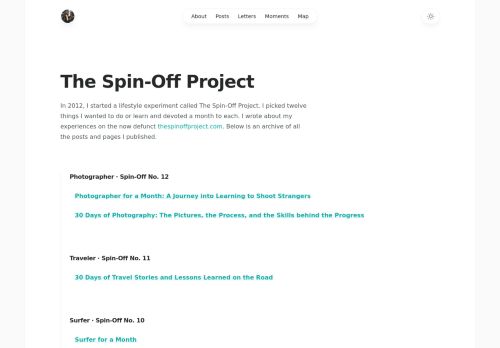 About Posts Letters Moments Map
The Spin-Off Project
In 2012, I started a lifestyle experiment called The Spin-Off Project. I picked twelve
things I wanted to do or learn and devoted a month to each. I wrote about my
experiences on the now defunct thespinoffproject.com. Below is an archive of all
the posts and pages I published.
Photographer · Spin-Off No. 12
Photographer for a Month: A Journey into Learning to Shoot Strangers
30 Days of Photography: The Pictures, the Process, and the Skills behind the Progress
Traveler · Spin-Off No. 11
30 Days of Travel Stories and Lessons Learned on the Road
Surfer · Spin-Off No. 10
Surfer for a Month